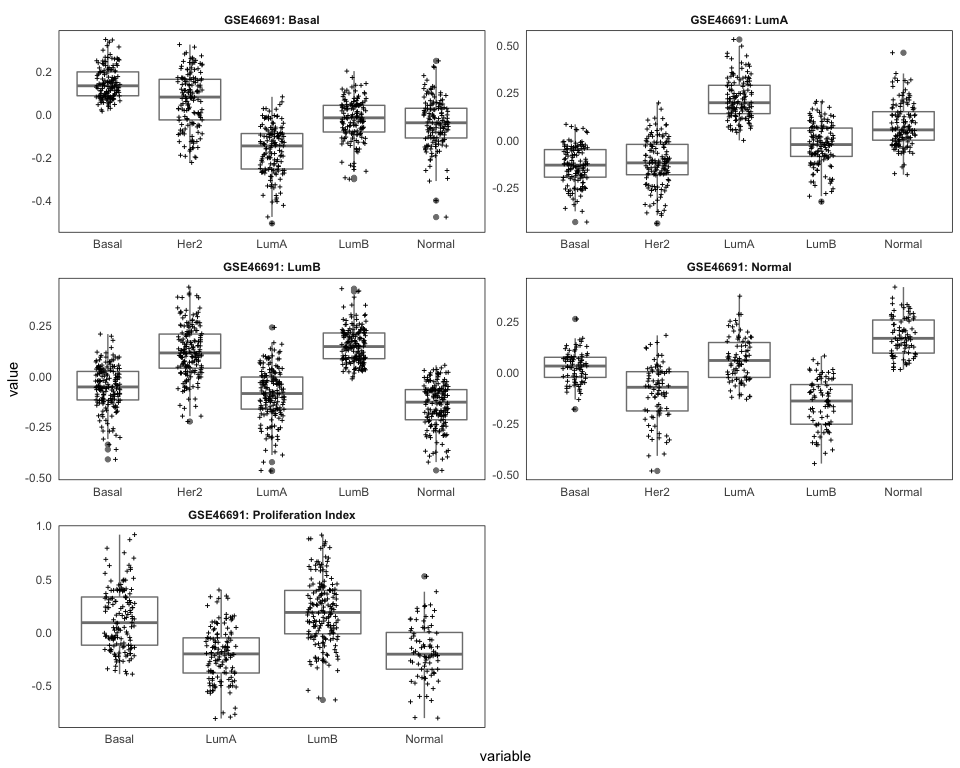 GSE46691: Basal
0.2
0.0
-0.2
-0.4
Basal Her2 LumA LumB Normal
GSE46691: LumA
0.50
0.25
0.00
-0.25
Basal Her2 LumA LumB Normal
GSE46691: LumB
0.25
0.00
-0.25
-0.50
Basal Her2 LumA LumB Normal
GSE46691: Normal
0.25
0.00
-0.25
-0.50
Basal Her2 LumA LumB Normal
value
GSE46691: Proliferation Index
1.0
0.5
0.0
-0.5
Basal LumA LumB Normal
variable